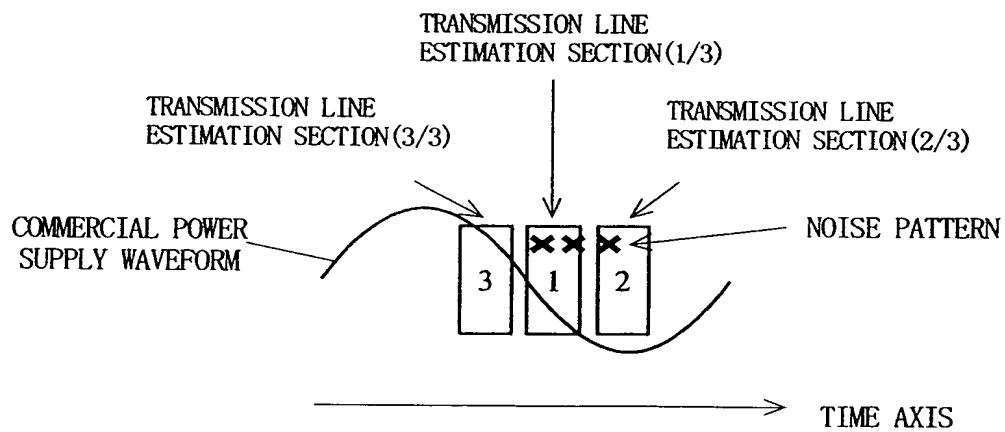 TRANSMISSION LINE
ESTIMATION SECTION(1/3)
TRANSMISSION LINE
ESTIMATION SECTION(3/3)
TRANSMISSION LINE
ESTIMATION SECTION(2/3)
COMMERCIAL POWER
SUPPLY WAVEFORM
NOISE PATTERN
3
1
2
TIME AXIS